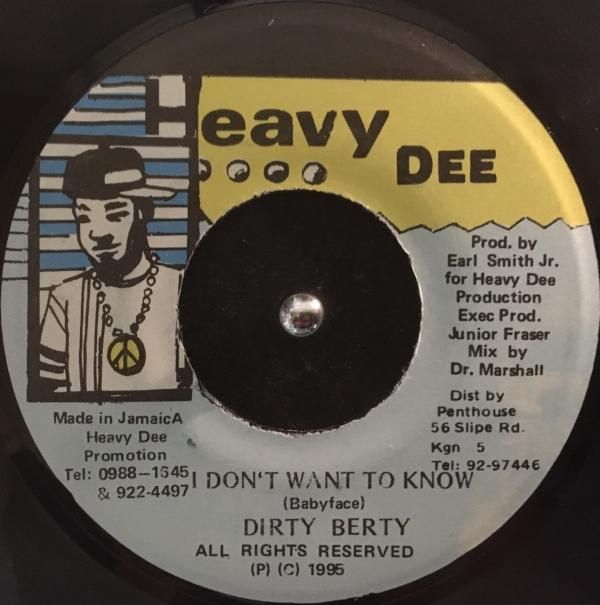 Heavy
DEE
Prod. by
Earl Smith Jr.
for Heavy Dee
Production
Exec Prod.
Junior Fraser
Mix by
Dr. Marshall
Dist by
Penthouse
56 Slipe Rd.
Kgn 5
Tel: 92-97446
Made in JamaicA
Heavy Dee
Promotion
Tel: 0988-1645
& 922-4497
I DON'T WANT TO KNOW
(Babyface)
DIRTY BERTY
ALL RIGHTS RESERVED
(P) (C) 1995